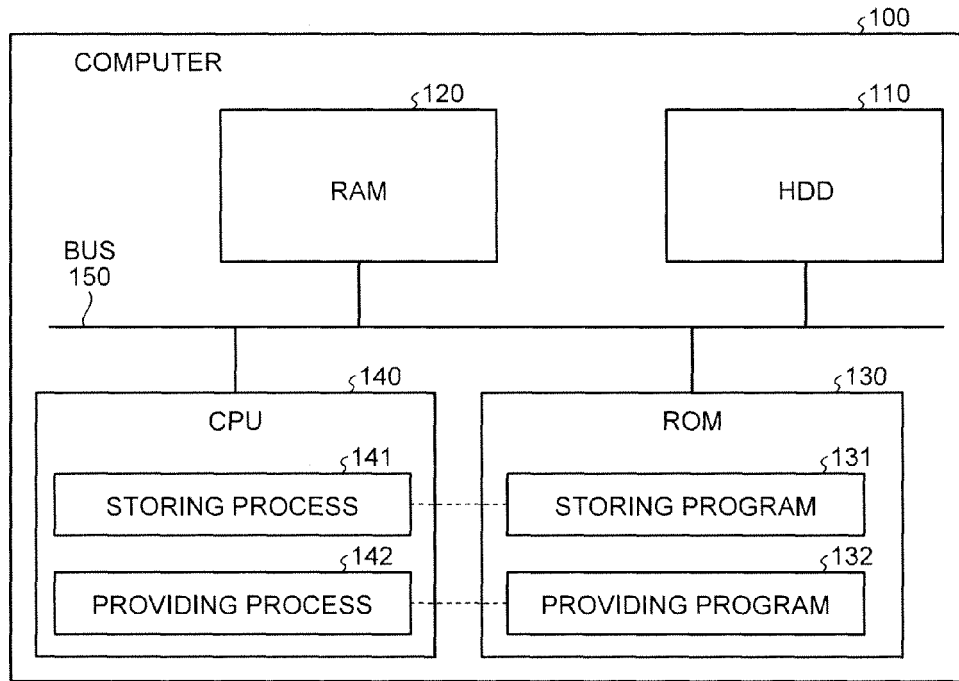 100
COMPUTER
120
110
RAM
HDD
BUS
150
140
130
CPU
ROM
141
131
STORING PROCESS
STORING PROGRAM
142
132
PROVIDING PROCESS
PROVIDING PROGRAM